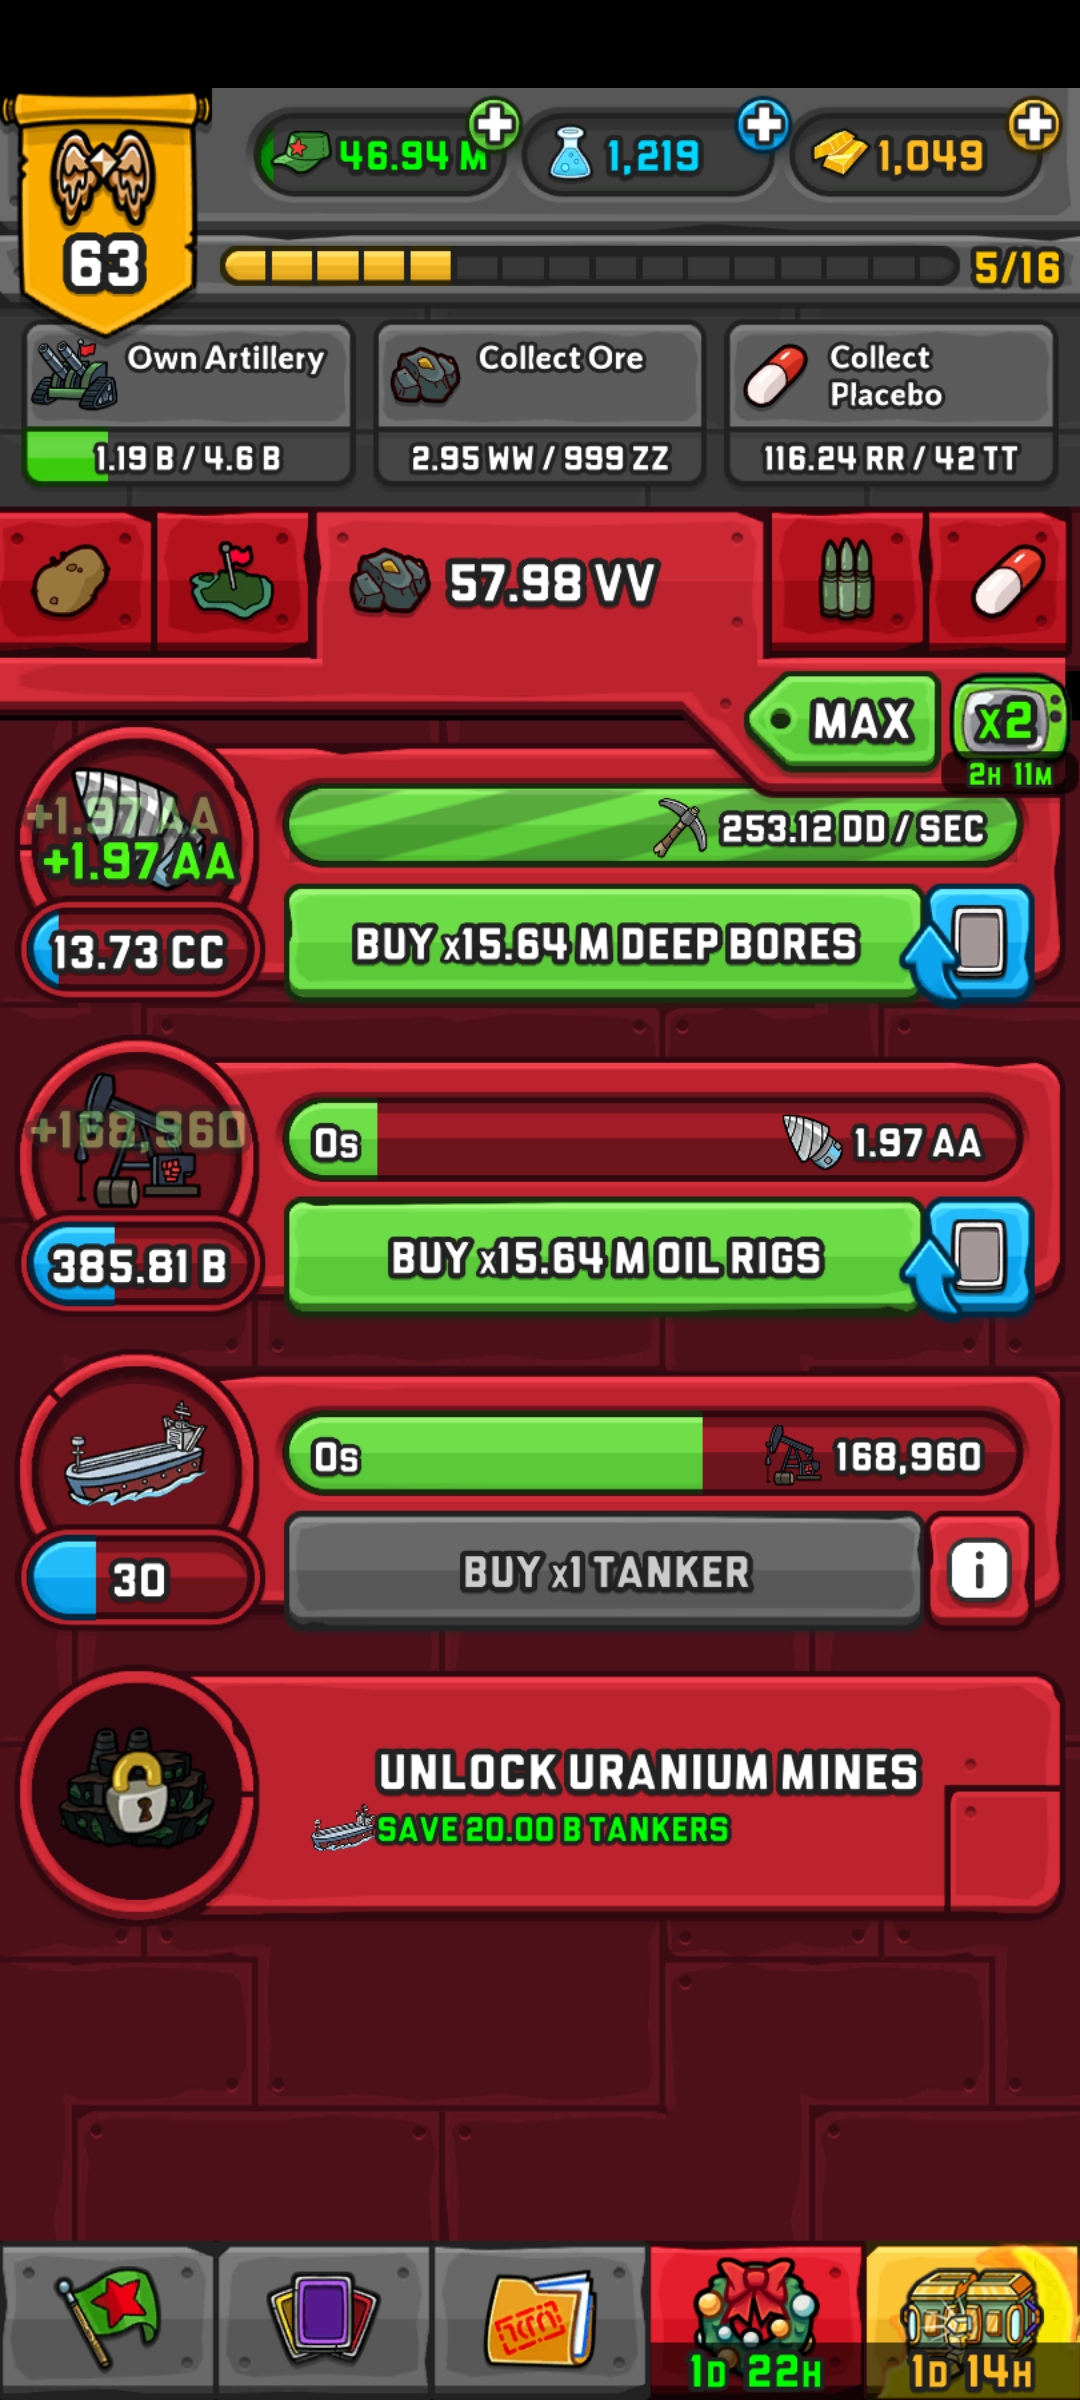 46.94 M
1,219
1,049
63
5/16
Own Artillery
1.19 B / 4.6 B
Collect Ore
2.95 WW / 999 ZZ
Collect
Placebo
116.24 RR / 42 TT
57.98 VV
MAX
x2
2H 11M
+1.97 AA
+1.97 AA
253.12 DD / SEC
13.73 CC
BUY x15.64 M DEEP BORES
+168,960
0s
1.97 AA
385.81 B
BUY x15.64 M OIL RIGS
0s
168,960
30
BUY x1 TANKER
i
UNLOCK URANIUM MINES
SAVE 20.00 B TANKERS
1D 22H
1D 14H